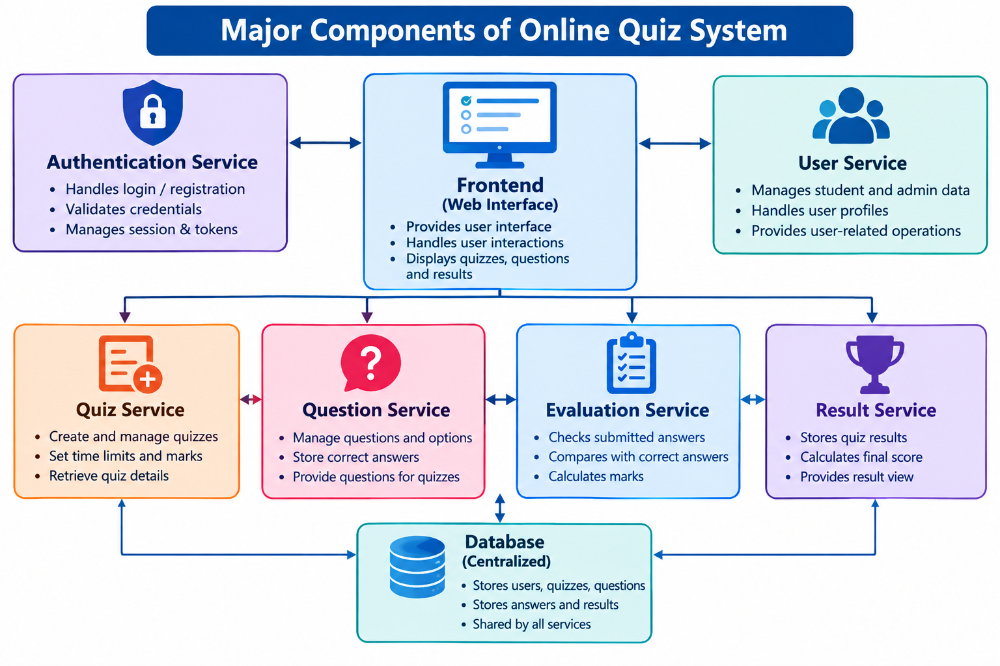 Major Components of Online Quiz System
Authentication Service
• Handles login / registration
• Validates credentials
• Manages session & tokens
Frontend
(Web Interface)
• Provides user interface
• Handles user interactions
• Displays quizzes, questions
and results
User Service
• Manages student and admin data
• Handles user profiles
• Provides user-related operations
Quiz Service
• Create and manage quizzes
• Set time limits and marks
• Retrieve quiz details
?
Question Service
• Manage questions and options
• Store correct answers
• Provide questions for quizzes
Evaluation Service
• Checks submitted answers
• Compares with correct answers
• Calculates marks
Result Service
• Stores quiz results
• Calculates final score
• Provides result view
Database
(Centralized)
• Stores users, quizzes, questions
• Stores answers and results
• Shared by all services